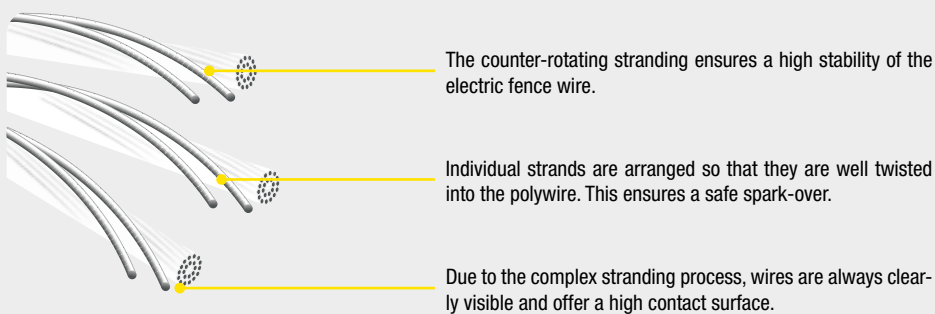 The counter-rotating stranding ensures a high stability of the
electric fence wire.
Individual strands are arranged so that they are well twisted
into the polywire. This ensures a safe spark-over.
Due to the complex stranding process, wires are always clear-
ly visible and offer a high contact surface.